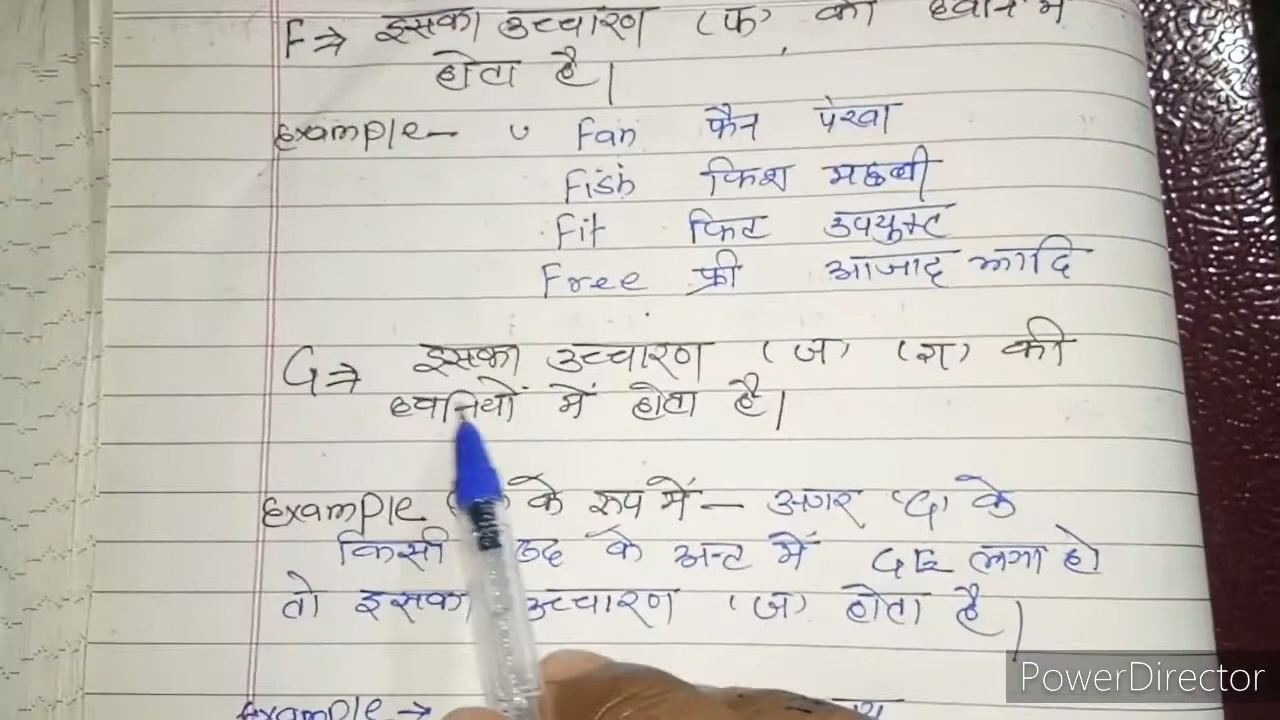 F⇒ इसका उच्चारण (फ) की ध्वनि में
होता है।
Example- Fan फैन पंखा
Fish फिश मछली
Fit फिट उपयुक्त
Free फ्री आजाद आदि
G⇒ इसका उच्चारण (ज) (ग) की
ध्वनियों में होता है।
Example के रूप में - अगर 'G' के
किसी के अन्त में GE लगा हो
तो इसका उच्चारण (ज) होता है।
Example →
PowerDirector